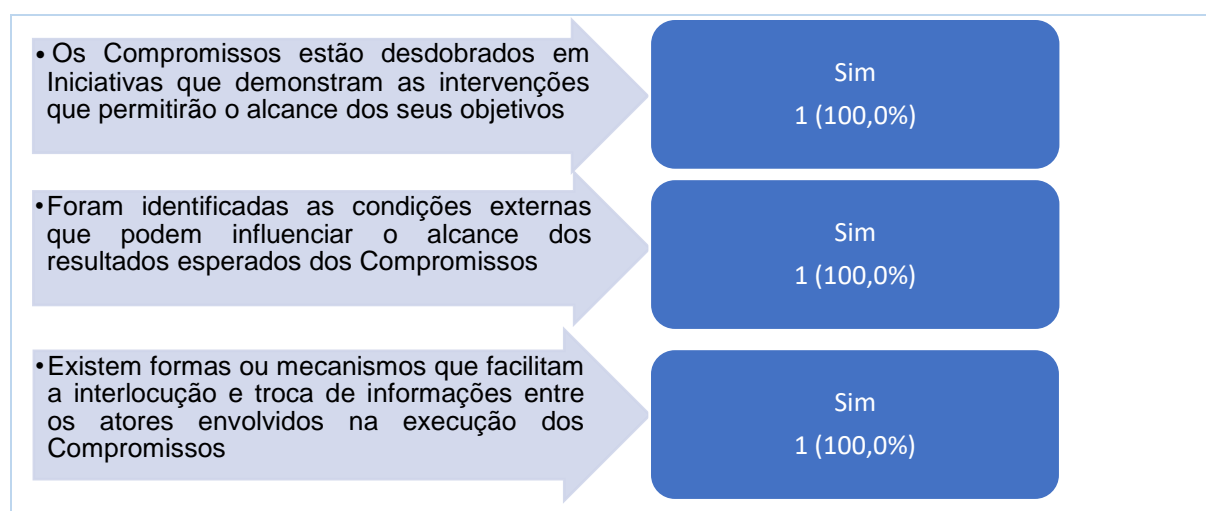 • Os Compromissos estão desdobrados em
Iniciativas que demonstram as intervenções
que permitirão o alcance dos seus objetivos
Sim
1 (100,0%)
•Foram identificadas as condições externas
que podem influenciar o alcance dos
resultados esperados dos Compromissos
Sim
1 (100,0%)
•Existem formas ou mecanismos que facilitam
a interlocução e troca de informações entre
os atores envolvidos na execução dos
Compromissos
Sim
1 (100,0%)